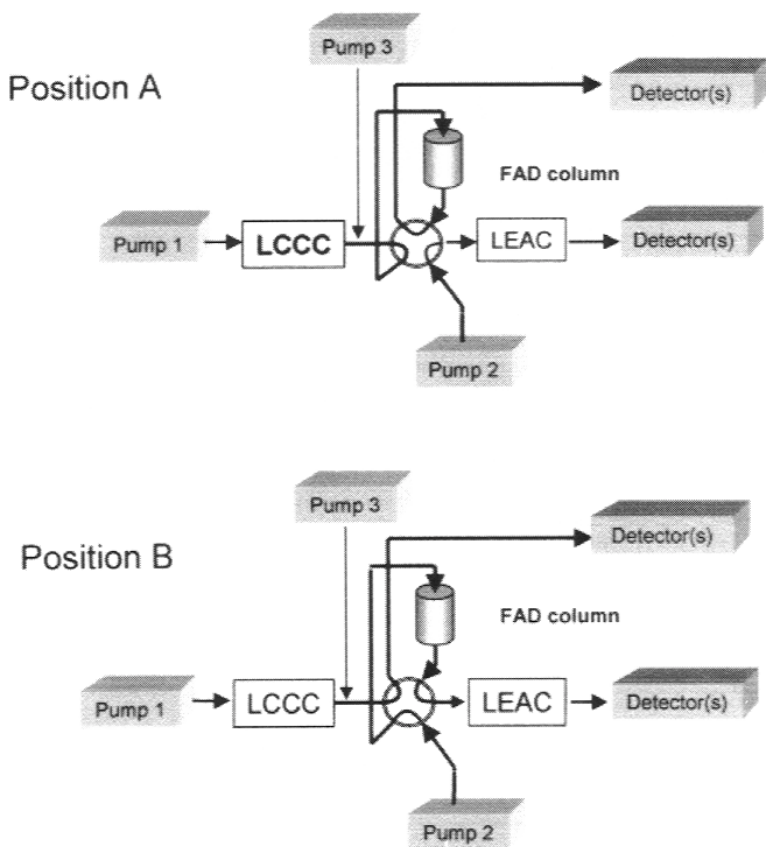 Pump 3
Position A
Detector(s)
FAD column
Pump 1
LCCC
LEAC
Detector(s)
Pump 2
Pump 3
Detector(s)
Position B
FAD column
Pump 1
LCCC
LEAC
Detector(s)
Pump 2